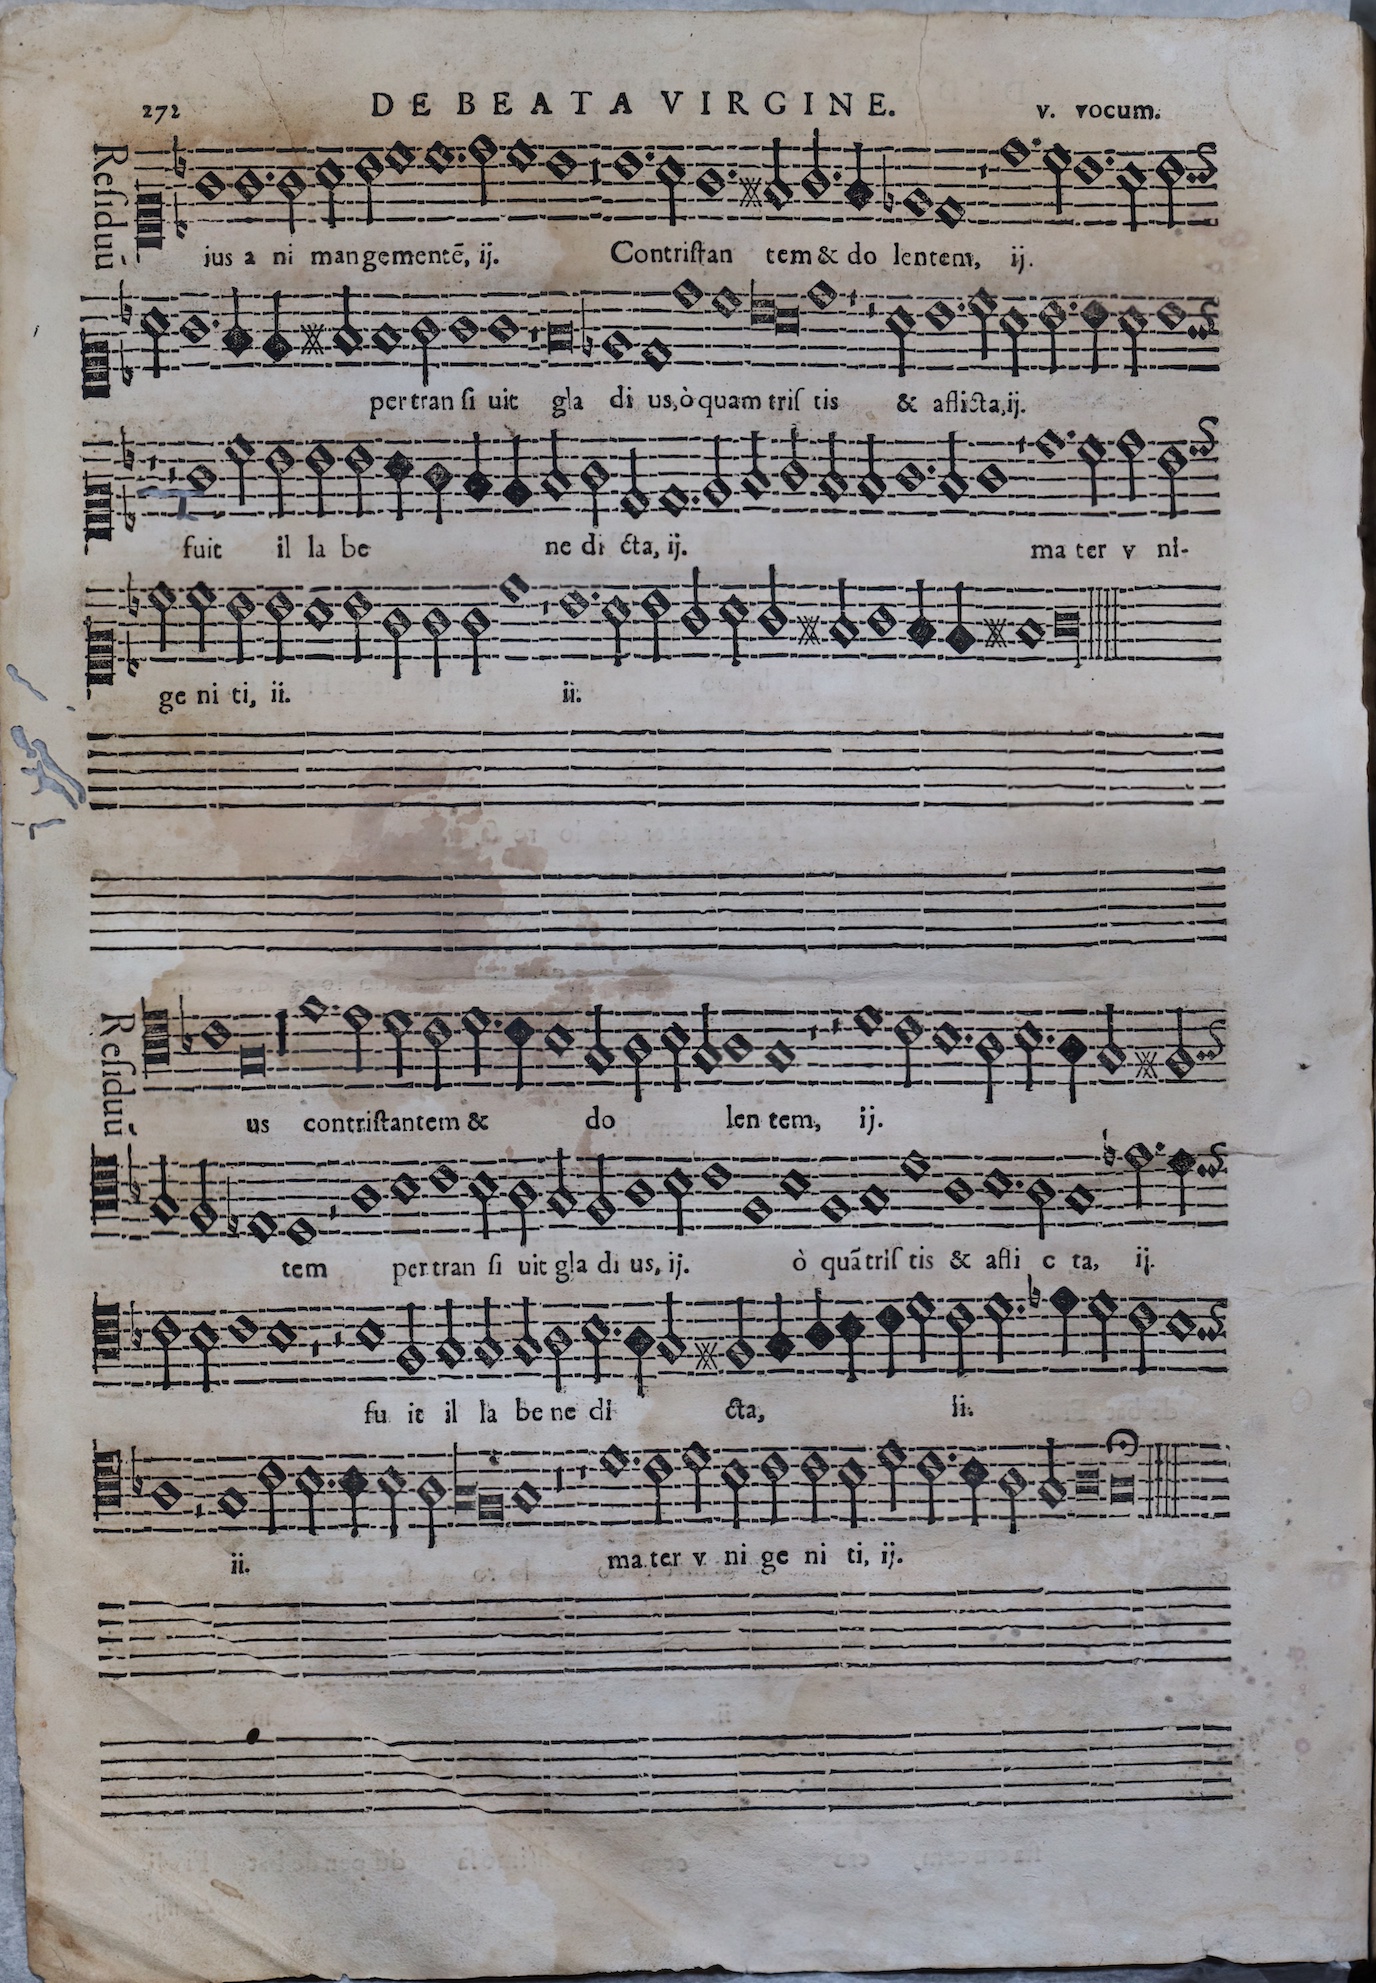 272 DE BEATA VIRGINE. v. vocum.
Residuũ
ius a ni mangementẽ, ij. Contristan tem & do lentem, ij.
pertran si uit gla di us, ò quam tris tis & aflicta, ij.
fuit il la be ne di cta, ij. ma ter v ni-
ge ni ti, ii. ii.
Residuũ
us contristantem & do len tem, ij.
tem pertran si uit gla di us, ij. ò quã tris tis & afli c ta, ij.
fu it il la be ne di cta, ii.
ii. ma ter v ni ge ni ti, ij.